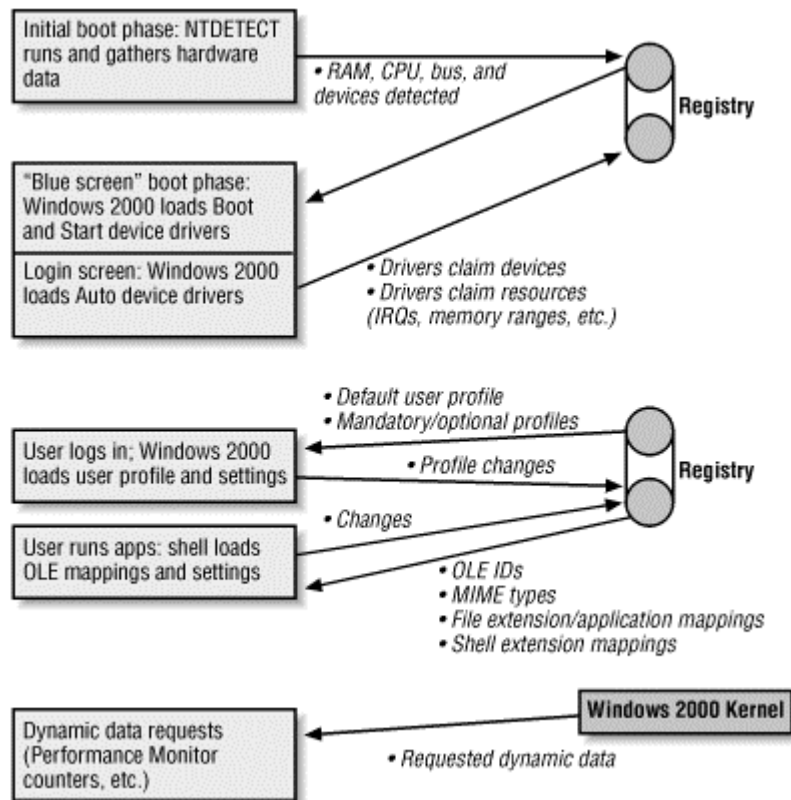 Initial boot phase: NTDETECT
runs and gathers hardware
data
• RAM, CPU, bus, and
devices detected
Registry
"Blue screen" boot phase:
Windows 2000 loads Boot
and Start device drivers
Login screen: Windows 2000
loads Auto device drivers
• Drivers claim devices
• Drivers claim resources
(IRQs, memory ranges, etc.)
• Default user profile
• Mandatory/optional profiles
User logs in; Windows 2000
loads user profile and settings
• Profile changes
Registry
• Changes
User runs apps: shell loads
OLE mappings and settings
• OLE IDs
• MIME types
• File extension/application mappings
• Shell extension mappings
Windows 2000 Kernel
Dynamic data requests
(Performance Monitor
counters, etc.)
• Requested dynamic data